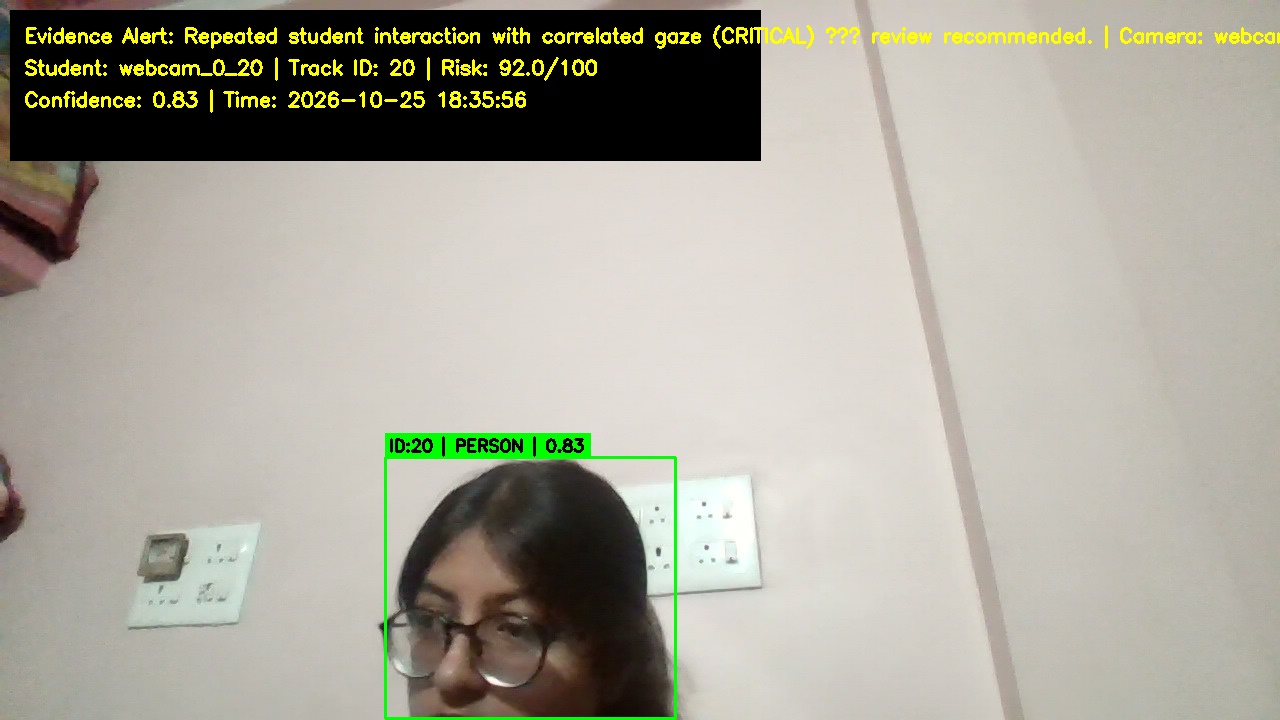 Evidence Alert: Repeated student interaction with correlated gaze (CRITICAL) ??? review recommended. | Camera:
Student: webcam_0_20 | Track ID: 20 | Risk: 92.0/100
Confidence: 0.83 | Time: 2026-10-25 18:35:56
ID:20 | PERSON | 0.83